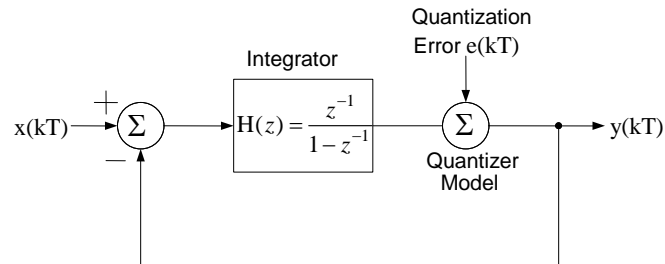 Quantization
Error e(kT)
Integrator
+
x(kT)
Σ
−
H(z) = z^{-1} / (1 − z^{-1})
Σ
y(kT)
Quantizer
Model